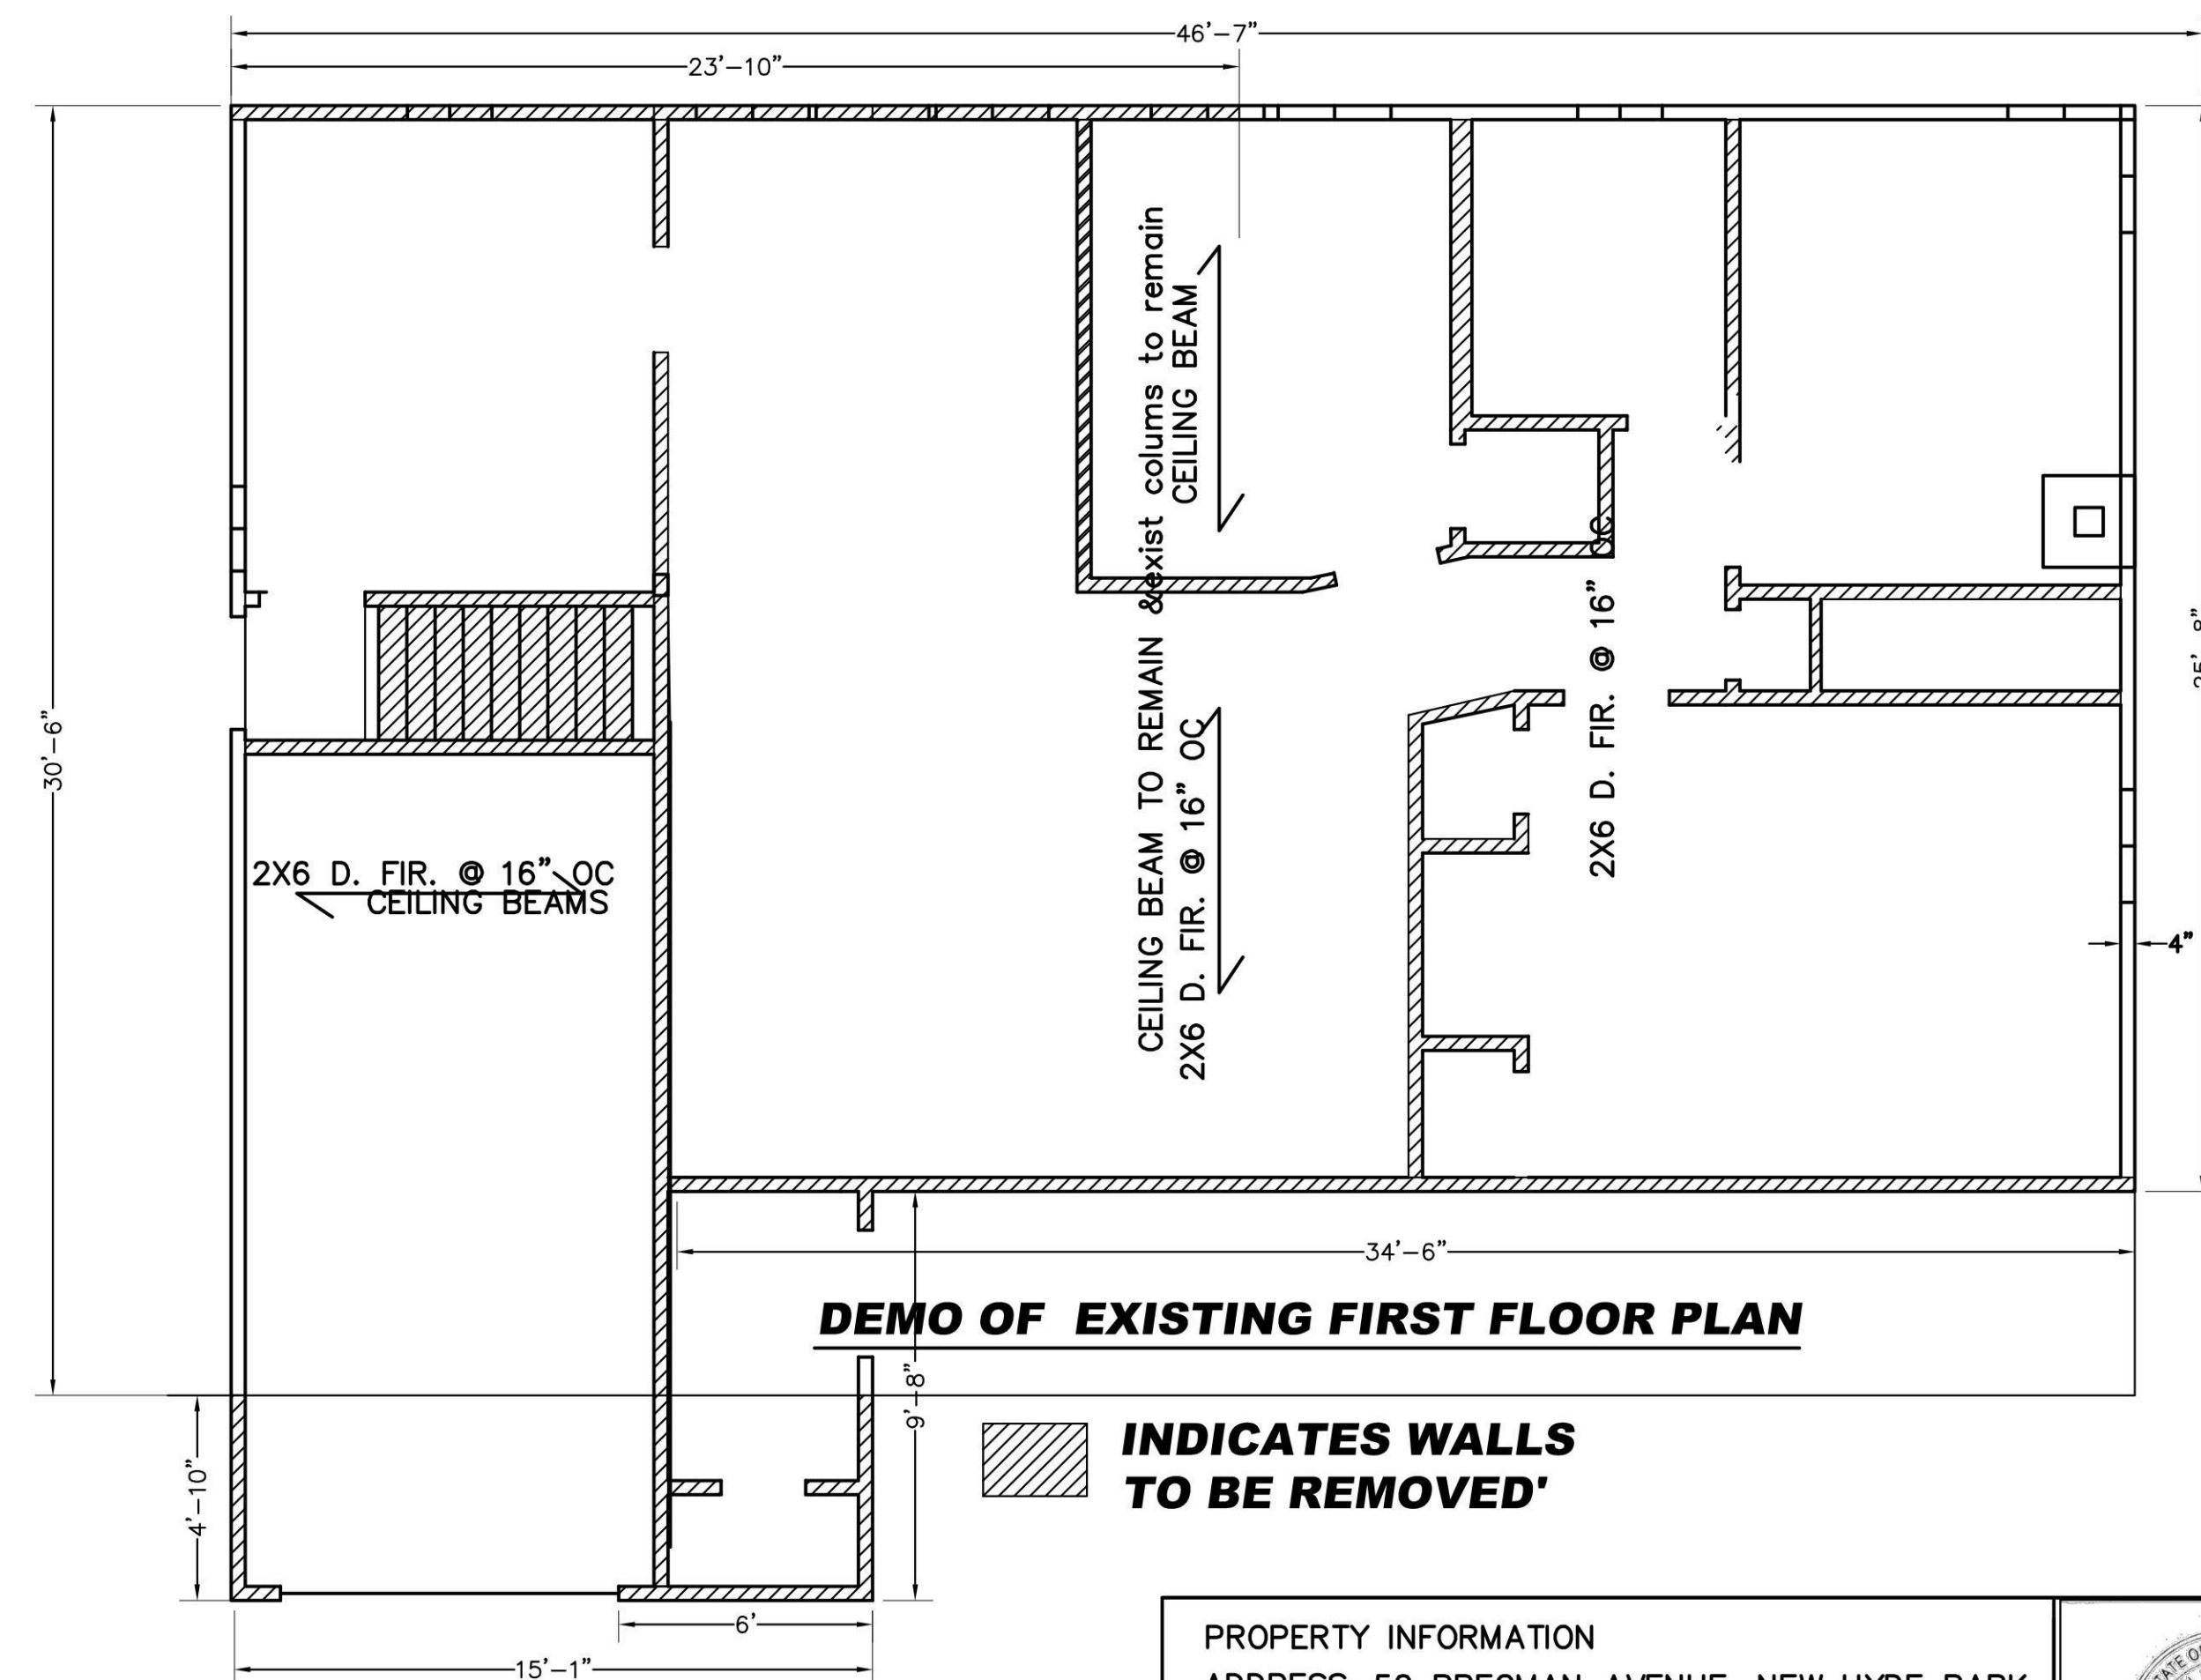 46'-7"
23'-10"
30'-6"
&exist colums to remain
CEILING BEAM
CEILING BEAM TO REMAIN
2X6 D. FIR. @ 16" OC
2X6 D. FIR. @ 16" OC
2X6 D. FIR. @ 16" OC
CEILING BEAMS
4"
34'-6"
DEMO OF EXISTING FIRST FLOOR PLAN
9'-8"
4'-10"
INDICATES WALLS
TO BE REMOVED'
6'
15'-1"
PROPERTY INFORMATION